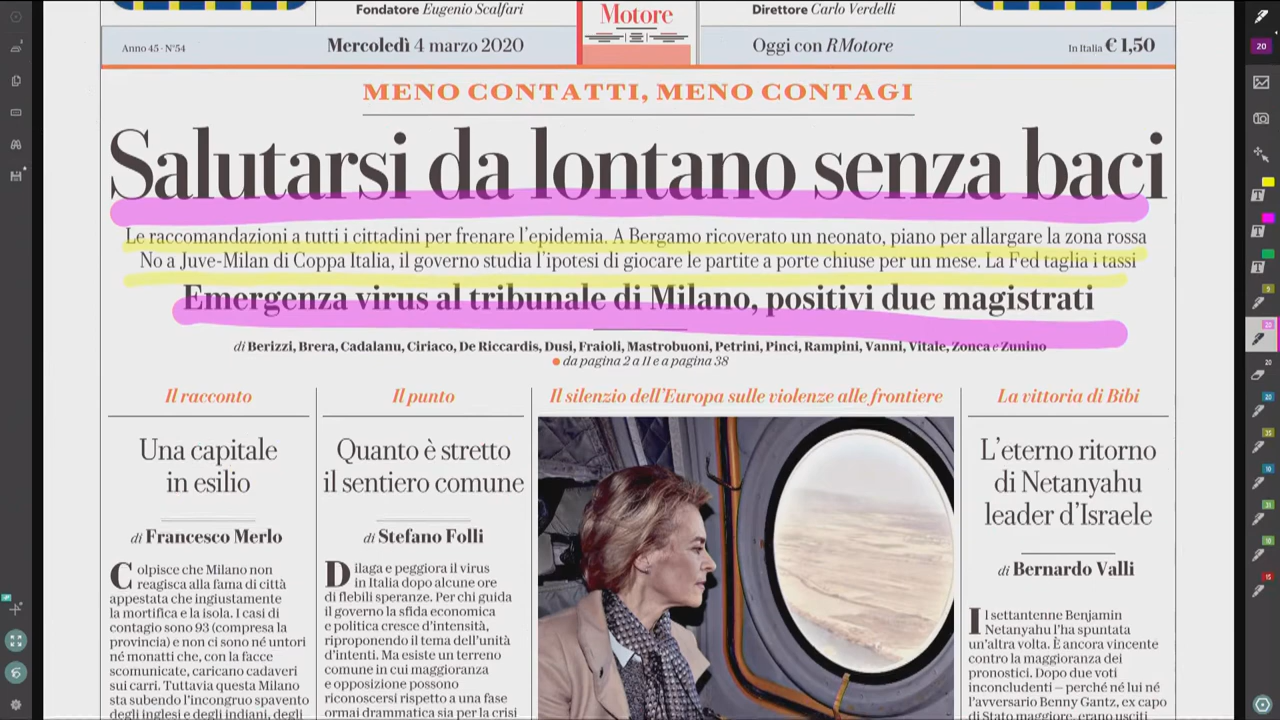 Fondatore Eugenio Scalfari
Motore
Direttore Carlo Verdelli
Anno 45 - N°54
Mercoledì 4 marzo 2020
Oggi con RMotore
In Italia € 1,50
MENO CONTATTI, MENO CONTAGI
Salutarsi da lontano senza baci
Le raccomandazioni a tutti i cittadini per frenare l'epidemia. A Bergamo ricoverato un neonato, piano per allargare la zona rossa
No a Juve-Milan di Coppa Italia, il governo studia l'ipotesi di giocare le partite a porte chiuse per un mese. La Fed taglia i tassi
Emergenza virus al tribunale di Milano, positivi due magistrati
di Berizzi, Brera, Cadalanu, Ciriaco, De Riccardis, Dusi, Fraioli, Mastrobuoni, Petrini, Pinci, Rampini, Vanni, Vitale, Zonca e Zunino
da pagina 2 a 11 e a pagina 38
Il racconto
Una capitale
in esilio
di Francesco Merlo
Colpisce che Milano non
reagisca alla fama di città
appestata che ingiustamente
la mortifica e la isola. I casi di
contagio sono 93 (compresa la
provincia) e non ci sono né untori
né monatti che, con la facce
scomunicate, caricano cadaveri
sui carri. Tuttavia questa Milano
sta subendo l'incongruo spavento
degli inglesi e degli indiani, degli
Il punto
Quanto è stretto
il sentiero comune
di Stefano Folli
Dilaga e peggiora il virus
in Italia dopo alcune ore
di flebili speranze. Per chi guida
il governo la sfida economica
e politica cresce d'intensità,
riproponendo il tema dell'unità
d'intenti. Ma esiste un terreno
comune in cui maggioranza
e opposizione possono
riconoscersi rispetto a una fase
ormai drammatica sia per la crisi
Il silenzio dell'Europa sulle violenze alle frontiere
La vittoria di Bibi
L'eterno ritorno
di Netanyahu
leader d'Israele
di Bernardo Valli
Il settantenne Benjamin
Netanyahu l'ha spuntata
un'altra volta. È ancora vincente
contro la maggioranza dei
pronostici. Dopo due voti
inconcludenti — perché né lui né
l'avversario Benny Gantz, ex capo
di Stato maggiore, erano usciti
20